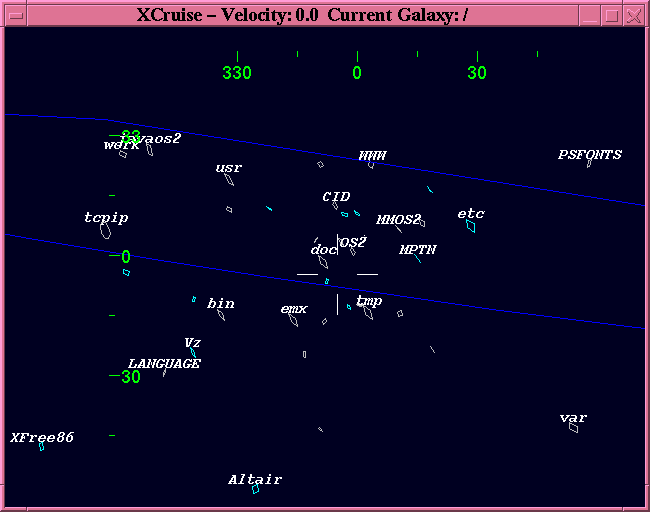 XCruise – Velocity: 0.0 Current Galaxy: /
330 0 30
33
javaos2
work
WWW
PSFONTS
usr
CID
tcpip
MMOS2
etc
OS2
doc
MPTN
0
bin
emx
tmp
Vz
LANGUAGE
30
var
XFree86
Altair